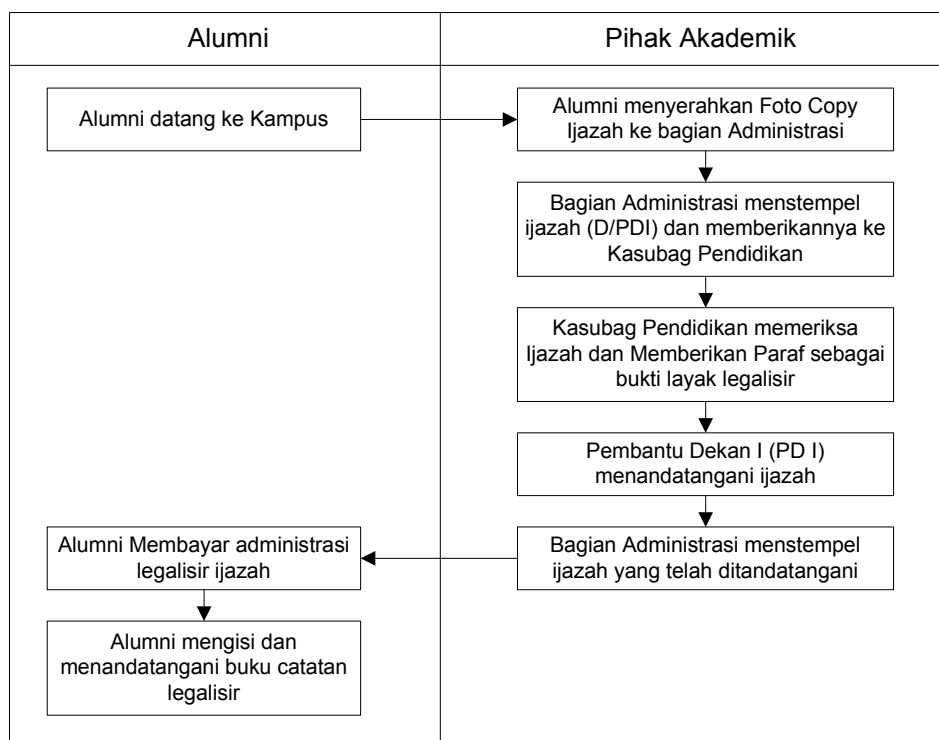 Alumni
Pihak Akademik
Alumni datang ke Kampus
Alumni menyerahkan Foto Copy
Ijazah ke bagian Administrasi
Bagian Administrasi menstempel
ijazah (D/PDI) dan memberikannya ke
Kasubag Pendidikan
Kasubag Pendidikan memeriksa
Ijazah dan Memberikan Paraf sebagai
bukti layak legalisir
Pembantu Dekan I (PD I)
menandatangani ijazah
Bagian Administrasi menstempel
ijazah yang telah ditandatangani
Alumni Membayar administrasi
legalisir ijazah
Alumni mengisi dan
menandatangani buku catatan
legalisir